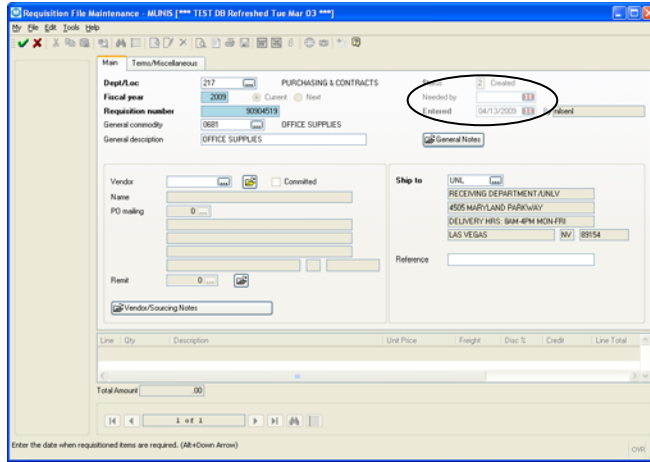 Requisition File Maintenance - MUNIS [*** TEST DB Refreshed Tue Mar 03 ***]
My File Edit Tools Help
Main Terms/Miscellaneous
Dept/Loc 217 PURCHASING & CONTRACTS Status 2 Created
Fiscal year 2009 Current Next Needed by
Requisition number 90904519 Entered 04/13/2009 By
General commodity 0681 OFFICE SUPPLIES
General description OFFICE SUPPLIES General Notes
Vendor Committed Ship to UNL
Name RECEIVING DEPARTMENT/UNLV
PO mailing 0 4505 MARYLAND PARKWAY
DELIVERY HRS: 8AM-4PM MON-FRI
LAS VEGAS NV 89154
Reference
Remit 0
Vendor/Sourcing Notes
Line Qty Description Unit Price Freight Disc % Credit Line Total
Total Amount .00
1 of 1
Enter the date when requisitioned items are required. (Alt+Down Arrow) OVR